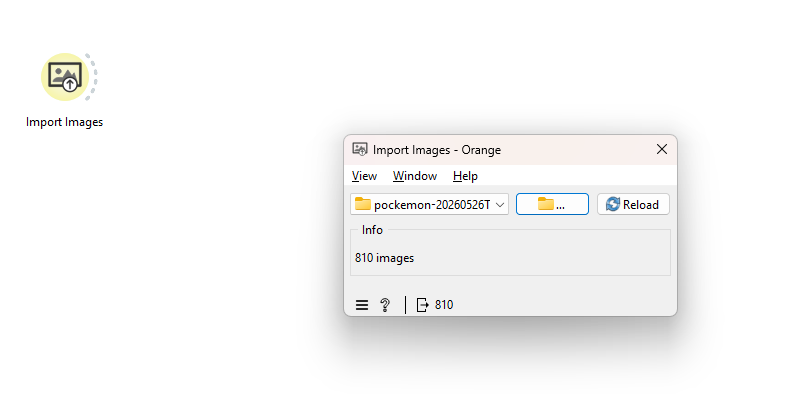 Import Images
Import Images - Orange
View Window Help
pockemon-20260526T ... Reload
Info
810 images
? 810